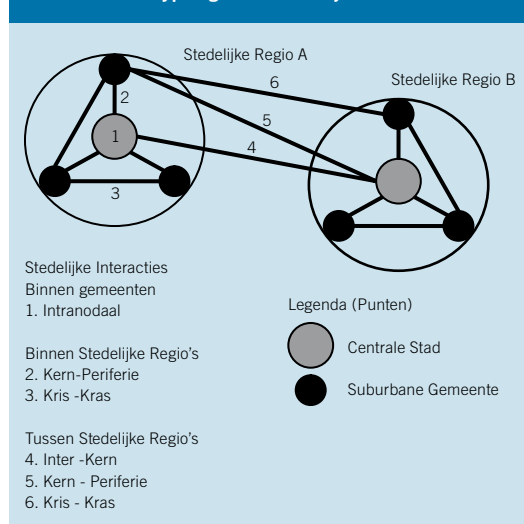 Stedelijke Regio A
Stedelijke Regio B
6
2
5
1
4
3
Stedelijke Interacties
Binnen gemeenten
1. Intranodaal
Binnen Stedelijke Regio's
2. Kern-Periferie
3. Kris -Kras
Tussen Stedelijke Regio's
4. Inter -Kern
5. Kern - Periferie
6. Kris - Kras
Legenda (Punten)
Centrale Stad
Suburbane Gemeente